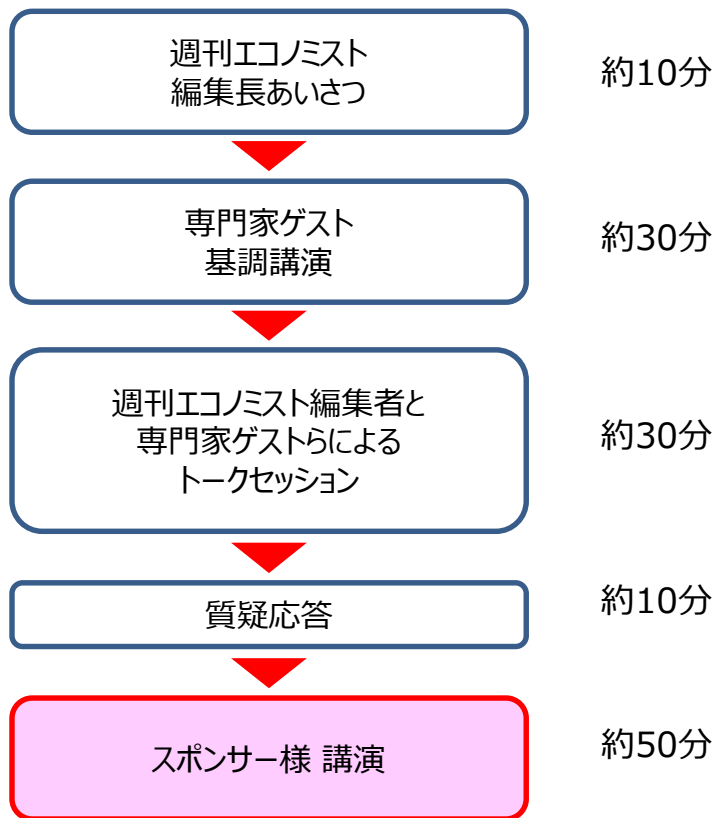 週刊エコノミスト
編集長あいさつ
約10分
専門家ゲスト
基調講演
約30分
週刊エコノミスト編集者と
専門家ゲストらによる
トークセッション
約30分
質疑応答
約10分
スポンサー様 講演
約50分